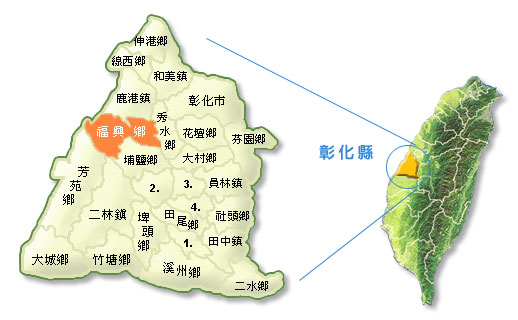 伸港鄉
線西鄉
和美鎮
鹿港鎮
彰化市
福興鄉
秀水鄉
花壇鄉
芬園鄉
彰化縣
埔鹽鄉
大村鄉
芳苑鄉
2.
3.
員林鎮
二林鎮
埤頭鄉
田尾鄉
4.
社頭鄉
1.
田中鎮
大城鄉
竹塘鄉
溪州鄉
二水鄉